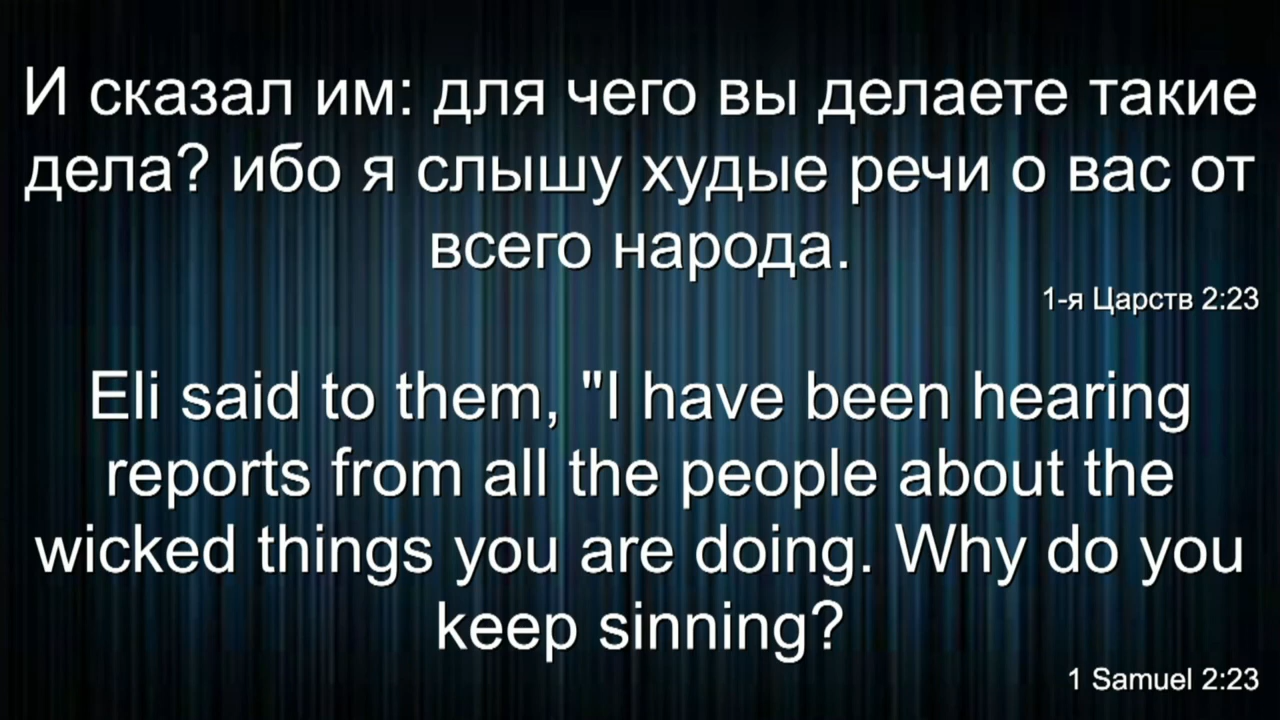 И сказал им: для чего вы делаете такие
дела? ибо я слышу худые речи о вас от
всего народа.
1-я Царств 2:23
Eli said to them, "I have been hearing
reports from all the people about the
wicked things you are doing. Why do you
keep sinning?
1 Samuel 2:23